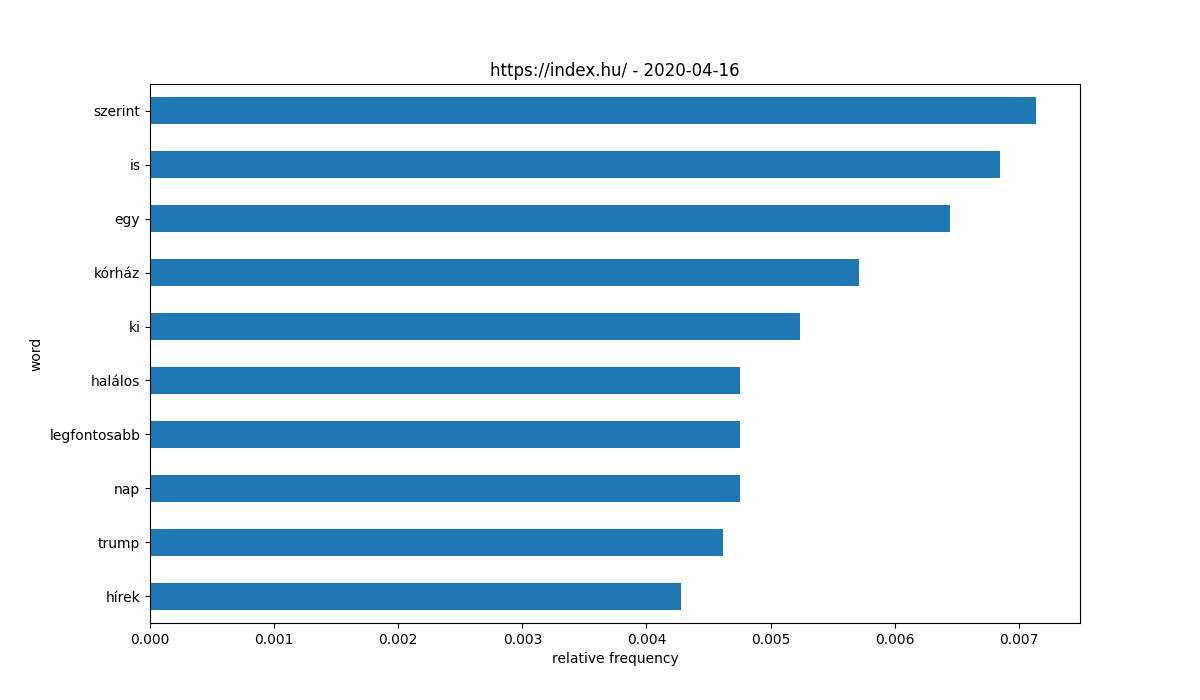 https://index.hu/ - 2020-04-16
szerint
is
egy
kórház
ki
halálos
legfontosabb
nap
trump
hírek
word
0.000 0.001 0.002 0.003 0.004 0.005 0.006 0.007
relative frequency